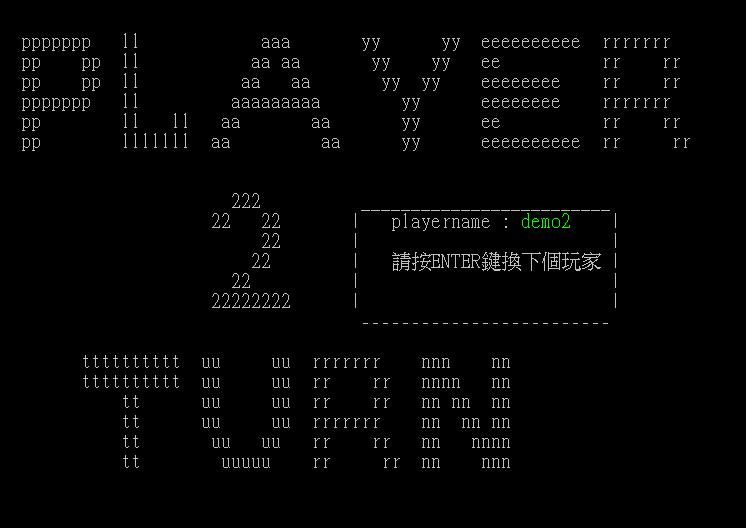 ppppppp   ll            aaa       yy      yy  eeeeeeeeee  rrrrrrr
pp    pp  ll           aa aa       yy    yy   ee          rr    rr
pp    pp  ll          aa   aa       yy  yy    eeeeeeee    rr    rr
ppppppp   ll         aaaaaaaaa        yy      eeeeeeee    rrrrrrr
pp        ll   ll   aa       aa       yy      ee          rr    rr
pp        lllllll  aa         aa      yy      eeeeeeeeee  rr     rr
222
22   22       |   playername : demo2    |
22
22       |   請按ENTER鍵換下個玩家 |
22
22222222
tttttttttt  uu     uu  rrrrrrr    nnn    nn
tttttttttt  uu     uu  rr    rr   nnnn   nn
tt      uu     uu  rr    rr   nn nn  nn
tt      uu     uu  rrrrrrr    nn  nn nn
tt       uu   uu   rr    rr   nn   nnnn
tt        uuuuu    rr     rr  nn    nnn